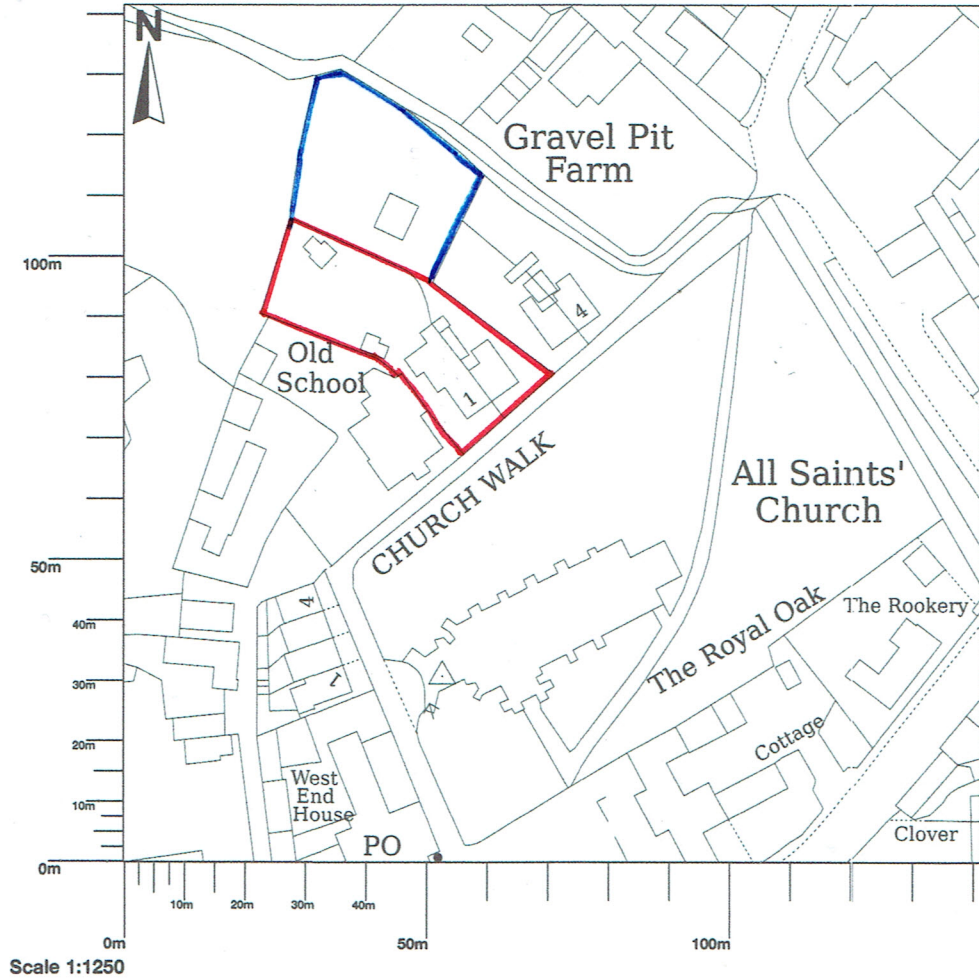 N
Gravel Pit
Farm
100m
4
Old
School
1
CHURCH WALK
All Saints'
Church
50m
4
40m
The Royal Oak
The Rookery
30m
1
20m
Cottage
West
End
House
10m
PO
Clover
0m
10m
20m
30m
40m
0m
50m
100m
Scale 1:1250